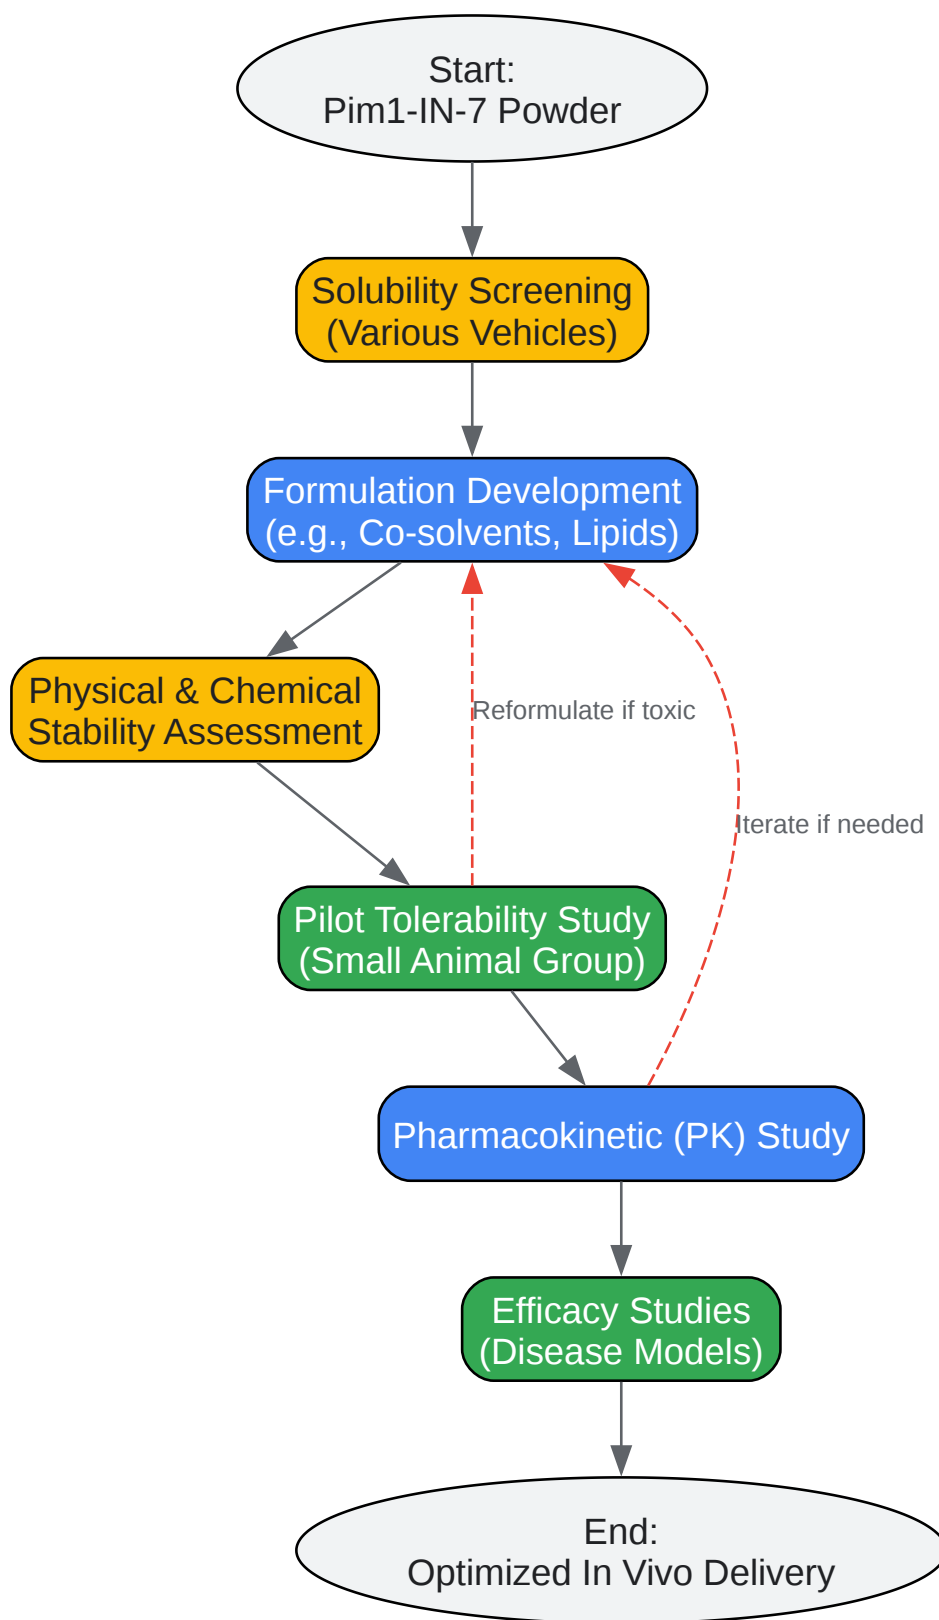 Start:
Pim1-IN-7 Powder
Solubility Screening
(Various Vehicles)
Formulation Development
(e.g., Co-solvents, Lipids)
Physical & Chemical
Stability Assessment
Reformulate if toxic
Iterate if needed
Pilot Tolerability Study
(Small Animal Group)
Pharmacokinetic (PK) Study
Efficacy Studies
(Disease Models)
End:
Optimized In Vivo Delivery